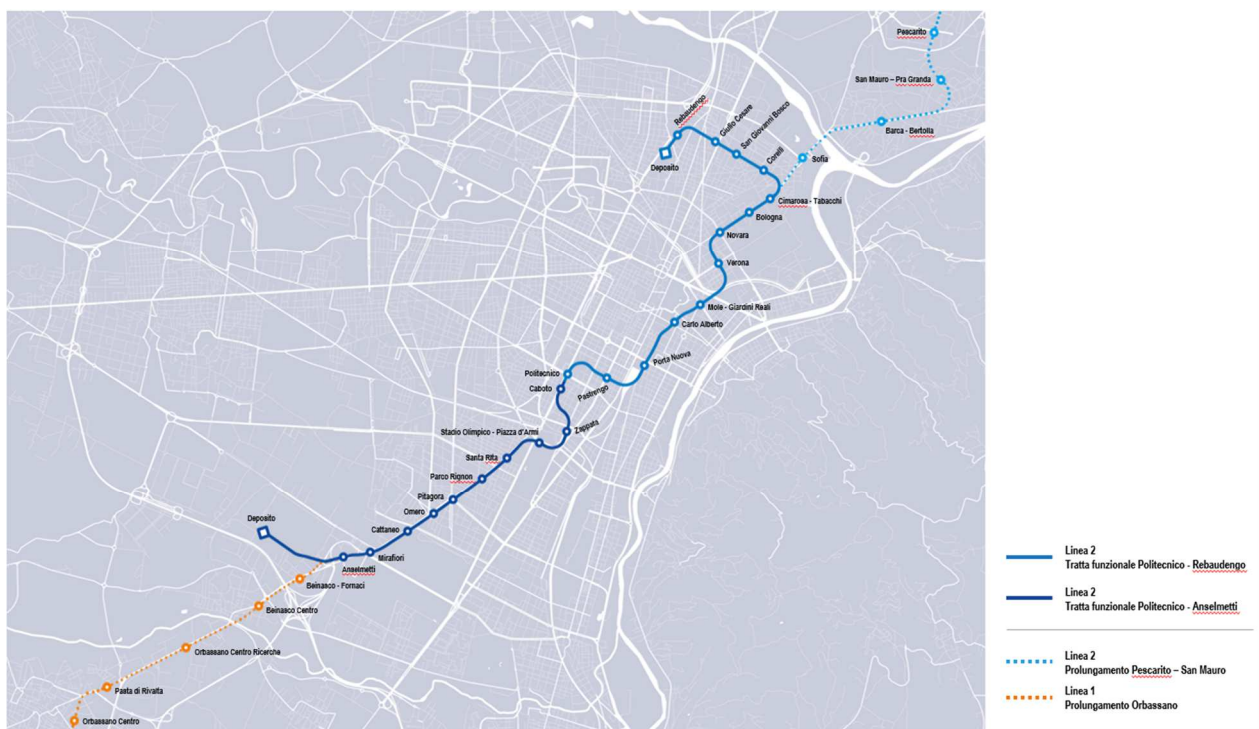 Pescarito
San Mauro – Pra Granda
Barca - Bertolla
Sofia
Rebaudengo
Giulio Cesare
San Giovanni Bosco
Corelli
Deposito
Cimarosa - Tabacchi
Bologna
Novara
Verona
Mole - Giardini Reali
Carlo Alberto
Porta Nuova
Pastrengo
Politecnico
Caboto
Zappata
Stadio Olimpico - Piazza d'Armi
Santa Rita
Parco Rignon
Pitagora
Omero
Cattaneo
Mirafiori
Anselmetti
Deposito
Beinasco - Fornaci
Beinasco Centro
Orbassano Centro Ricerche
Pasta di Rivalta
Orbassano Centro
Linea 2
Tratta funzionale Politecnico - Rebaudengo
Linea 2
Tratta funzionale Politecnico - Anselmetti
Linea 2
Prolungamento Pescarito – San Mauro
Linea 1
Prolungamento Orbassano